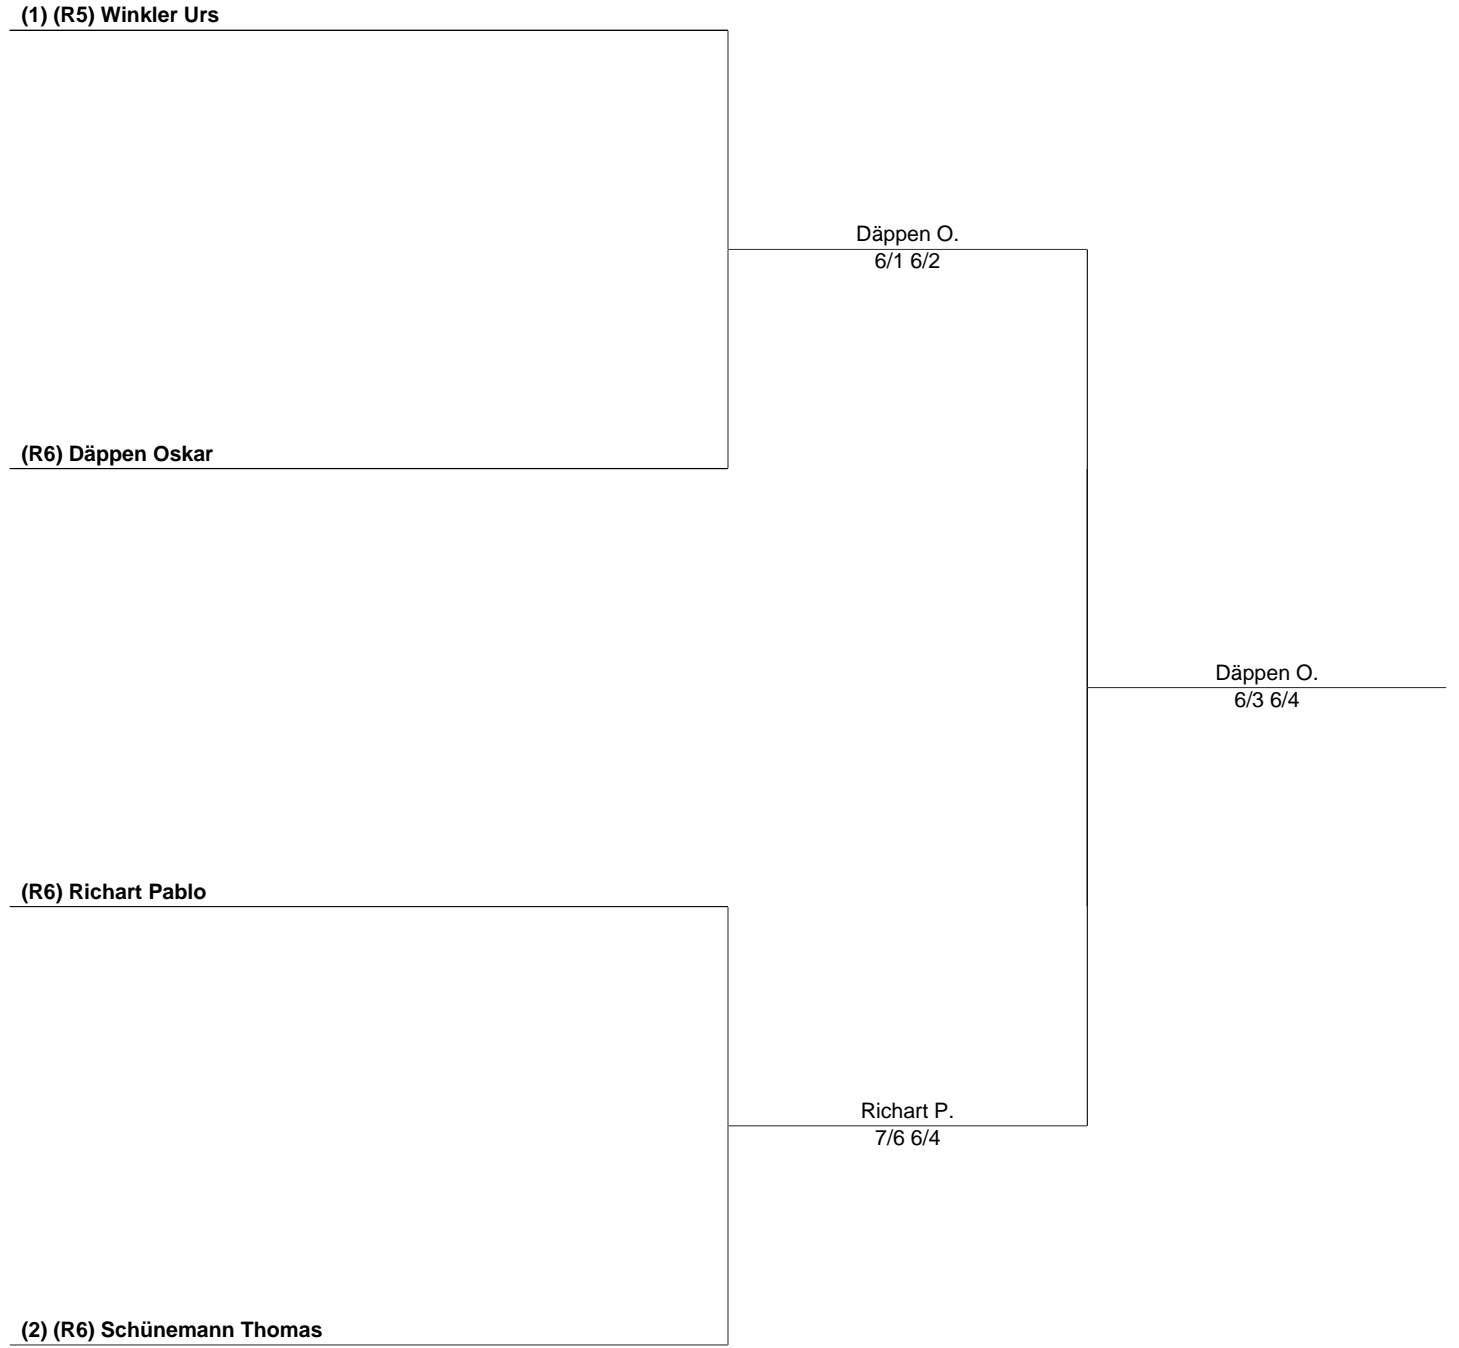 (1) (R5) Winkler Urs
Däppen O.
6/1 6/2
(R6) Däppen Oskar
Däppen O.
6/3 6/4
(R6) Richart Pablo
Richart P.
7/6 6/4
(2) (R6) Schünemann Thomas